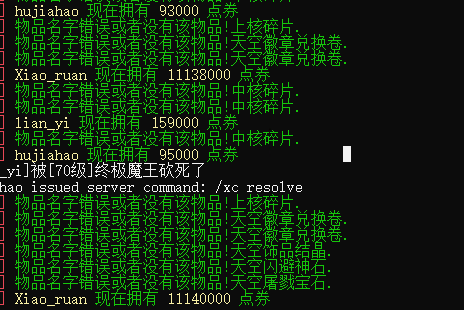 ] hujiahao 现在拥有 93000 点券
] 物品名字错误或者没有该物品!上核碎片.
] 物品名字错误或者没有该物品!天空徽章兑换卷.
] 物品名字错误或者没有该物品!天空徽章兑换卷.
] Xiao_ruan 现在拥有 11138000 点券
] 物品名字错误或者没有该物品!中核碎片.
] 物品名字错误或者没有该物品!中核碎片.
] lian_yi 现在拥有 159000 点券
] 物品名字错误或者没有该物品!中核碎片.
] hujiahao 现在拥有 95000 点券
_yi]被[70级]终极魔王砍死了
hao issued server command: /xc resolve
] 物品名字错误或者没有该物品!上核碎片.
] 物品名字错误或者没有该物品!天空徽章兑换卷.
] 物品名字错误或者没有该物品!天空徽章兑换卷.
] 物品名字错误或者没有该物品!天空饰品结晶.
] 物品名字错误或者没有该物品!天空闪避神石.
] 物品名字错误或者没有该物品!天空屠戮宝石.
] Xiao_ruan 现在拥有 11140000 点券